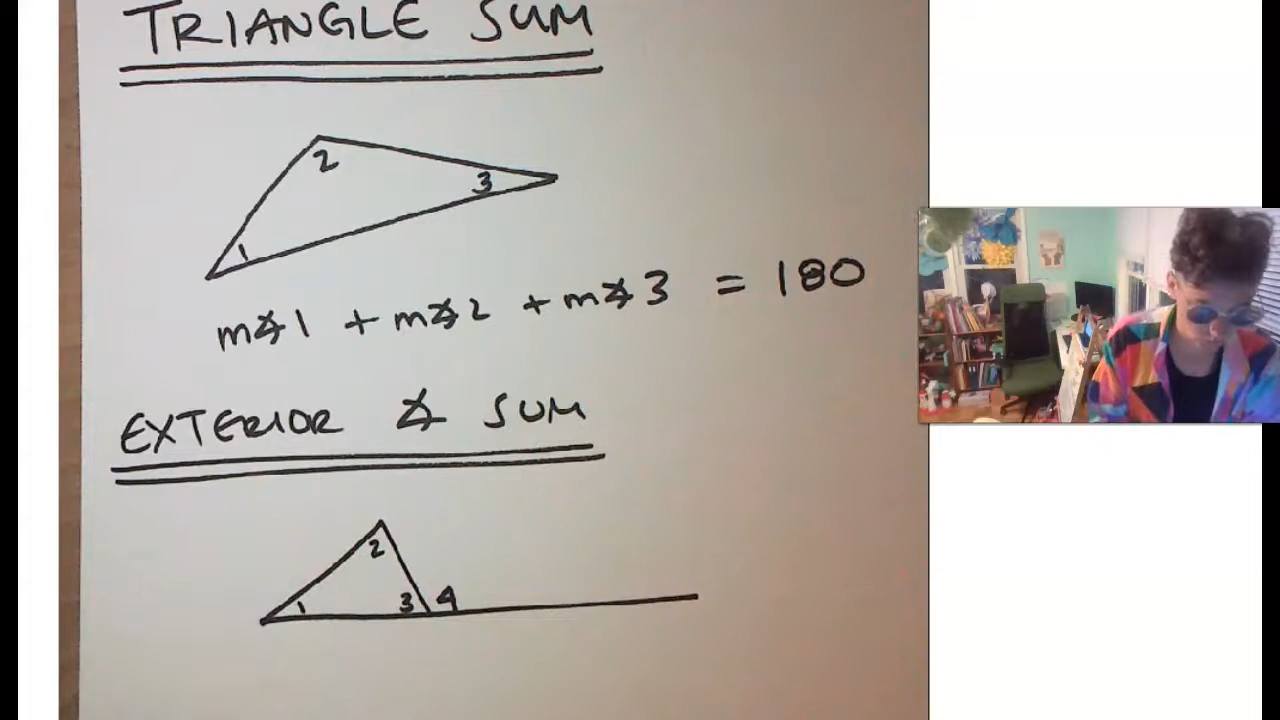 TRIANGLE SUM
2
3
1
m∡1 + m∡2 + m∡3 = 180
EXTERIOR ∡ SUM
2
1 3 4